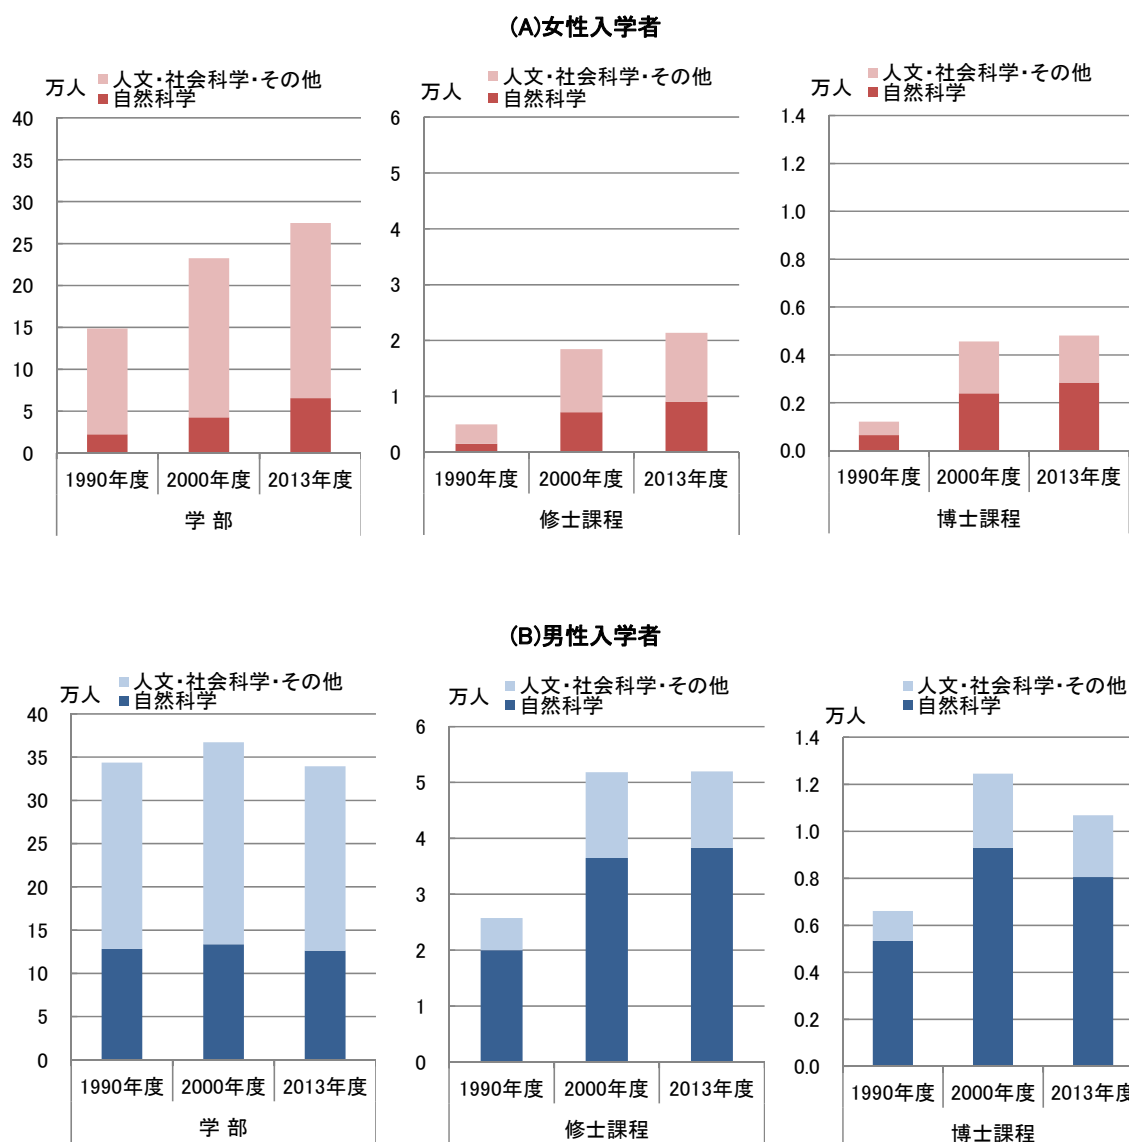 (A)女性入学者
万人
人文・社会科学・その他
自然科学
40
35
30
25
20
15
10
5
0
1990年度 2000年度 2013年度
学 部
万人
人文・社会科学・その他
自然科学
6
5
4
3
2
1
0
1990年度 2000年度 2013年度
修士課程
万人
人文・社会科学・その他
自然科学
1.4
1.2
1.0
0.8
0.6
0.4
0.2
0.0
1990年度 2000年度 2013年度
博士課程
(B)男性入学者
万人
人文・社会科学・その他
自然科学
40
35
30
25
20
15
10
5
0
1990年度 2000年度 2013年度
学 部
万人
人文・社会科学・その他
自然科学
6
5
4
3
2
1
0
1990年度 2000年度 2013年度
修士課程
万人
人文・社会科学・その他
自然科学
1.4
1.2
1.0
0.8
0.6
0.4
0.2
0.0
1990年度 2000年度 2013年度
博士課程